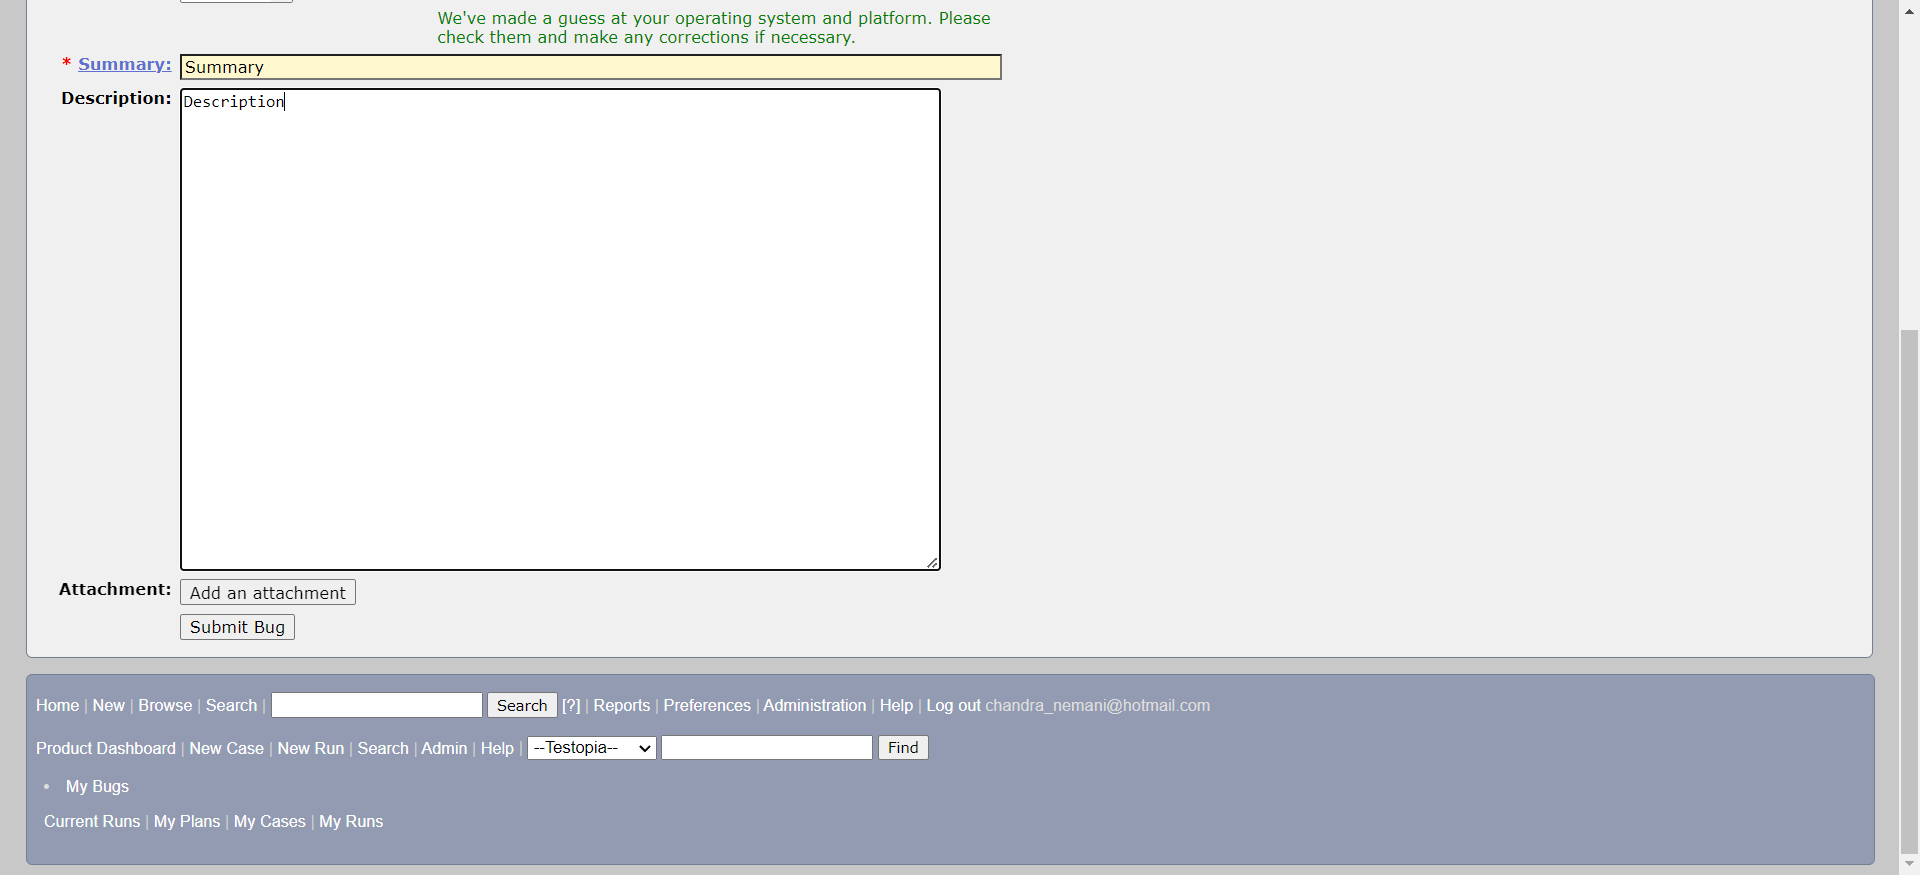 We've made a guess at your operating system and platform. Please
check them and make any corrections if necessary.
* Summary: Summary
Description: Description
Attachment: Add an attachment
Submit Bug
Home | New | Browse | Search | Search [?] | Reports | Preferences | Administration | Help | Log out chandra_nemani@hotmail.com
Product Dashboard | New Case | New Run | Search | Admin | Help | --Testopia-- Find
• My Bugs
Current Runs | My Plans | My Cases | My Runs